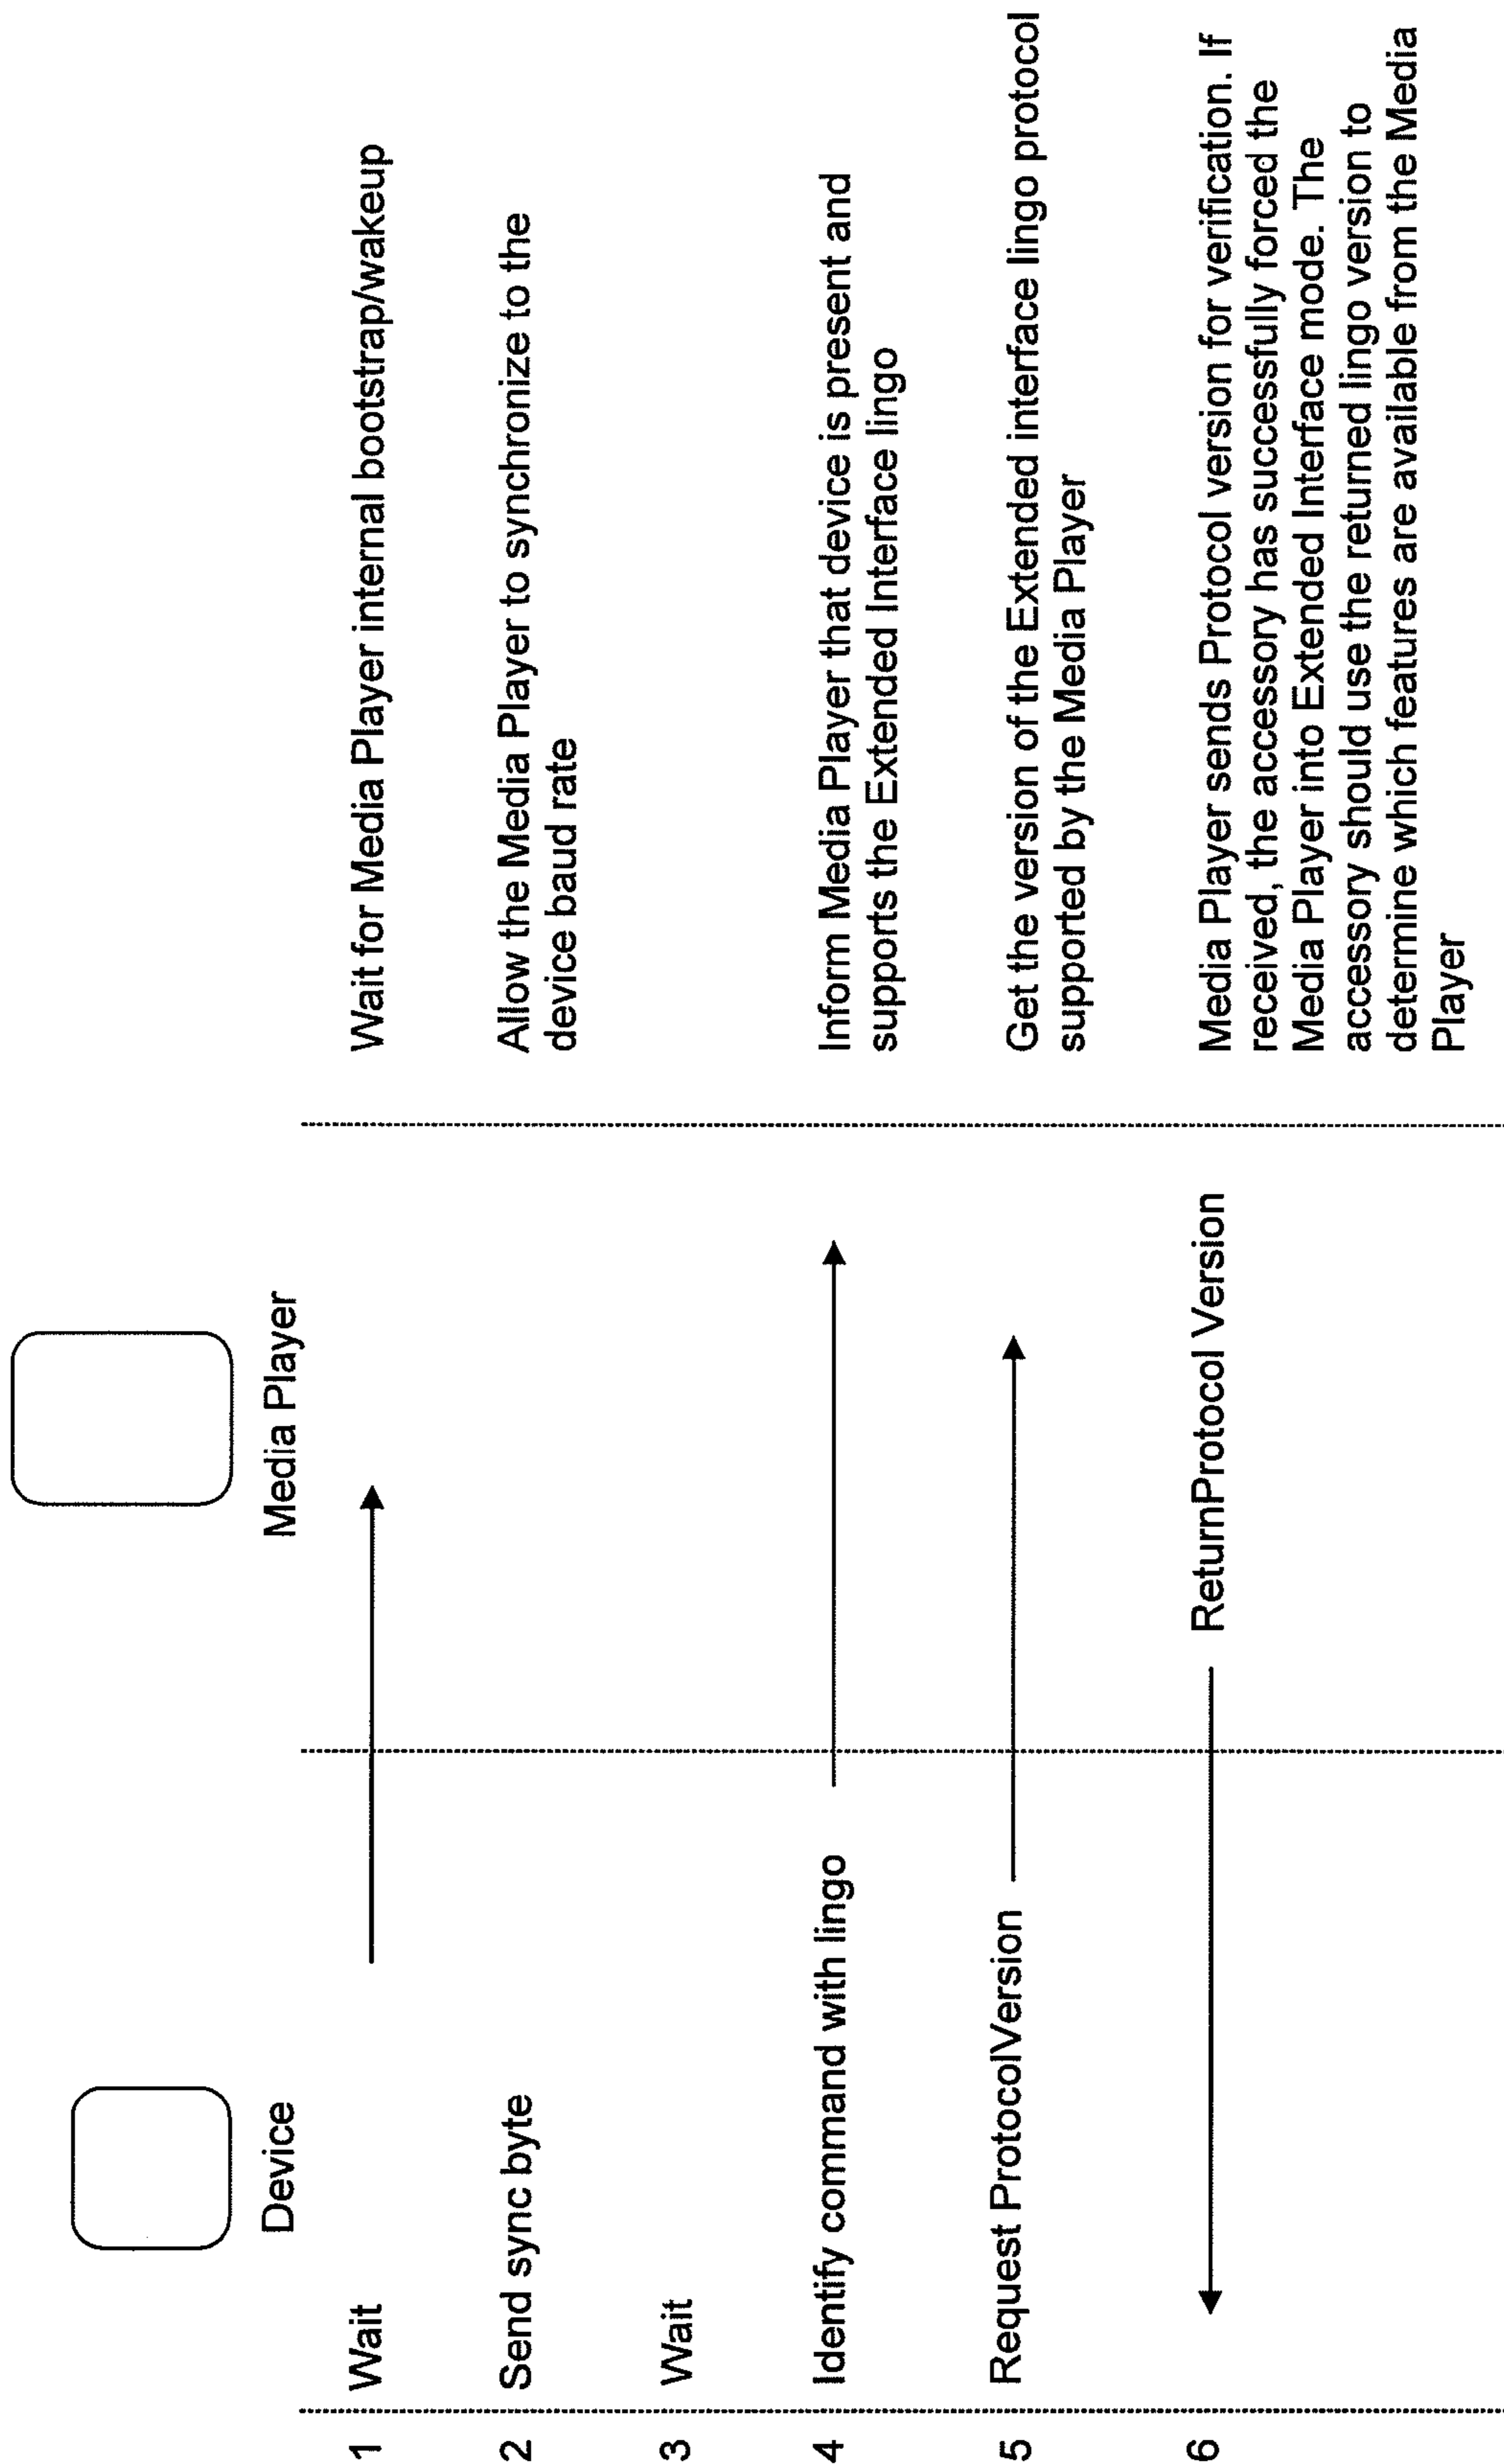 Device
Media Player
1
Wait
Wait for Media Player internal bootstrap/wakeup
2
Send sync byte
Allow the Media Player to synchronize to the
device baud rate
3
Wait
4
Identify command with lingo
Inform Media Player that device is present and
supports the Extended Interface lingo
5
Request ProtocolVersion
Get the version of the Extended interface lingo protocol
supported by the Media Player
6
ReturnProtocol Version
Media Player sends Protocol version for verification. If
received, the accessory has successfully forced the
Media Player into Extended Interface mode. The
accessory should use the returned lingo version to
determine which features are available from the Media
Player